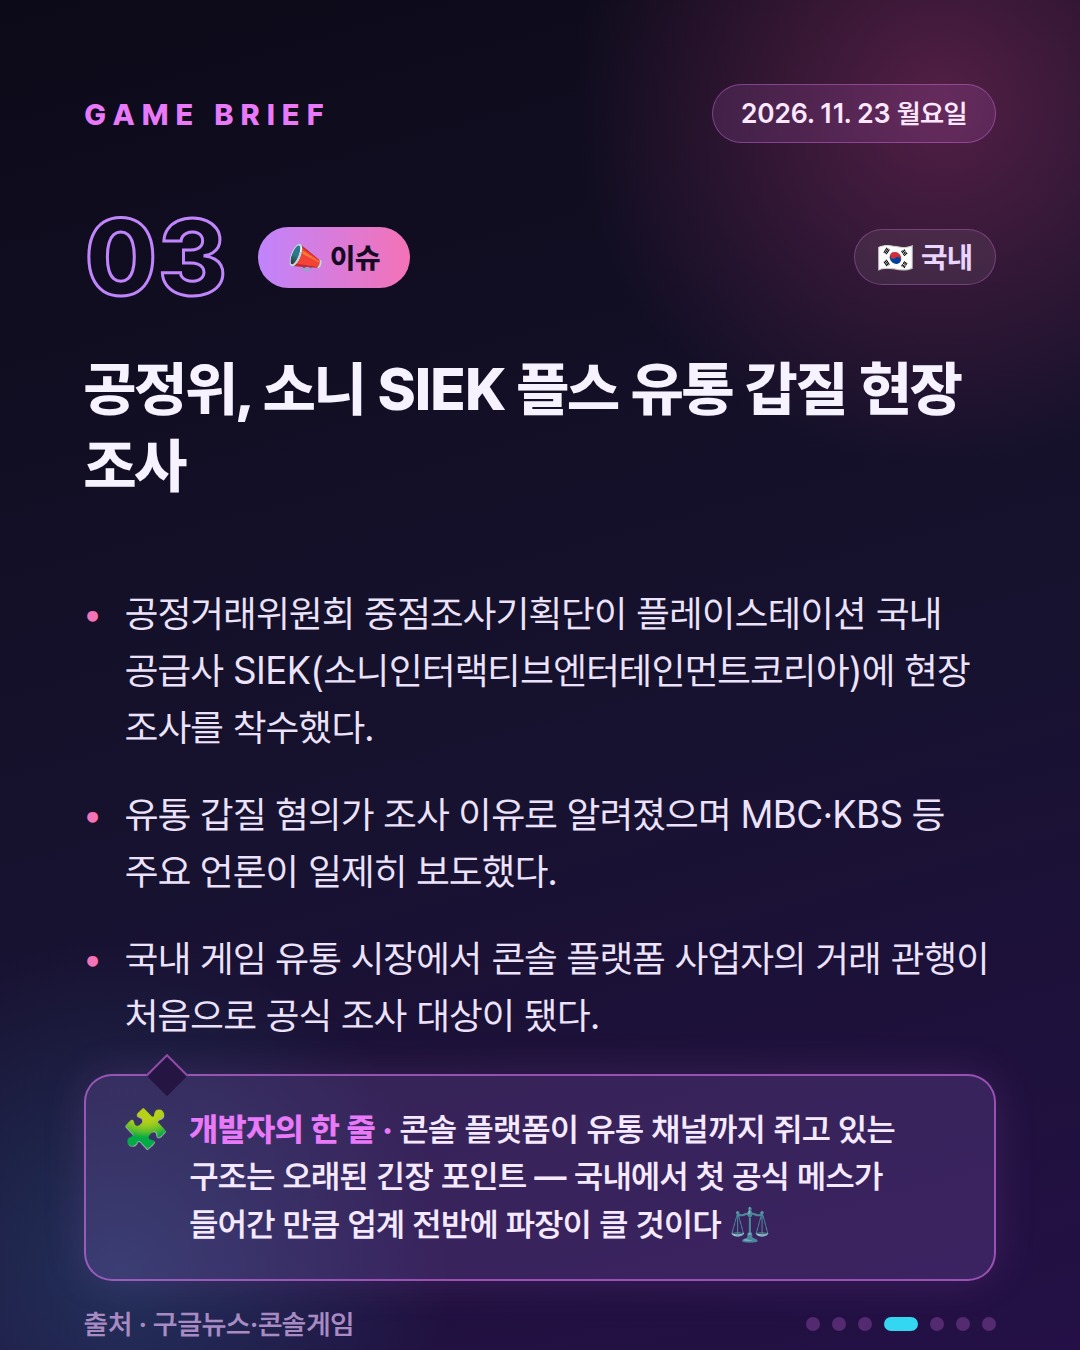 GAME BRIEF
2026. 11. 23 월요일
03
📣 이슈
🇰🇷 국내
공정위, 소니 SIEK 플스 유통 갑질 현장
조사
• 공정거래위원회 중점조사기획단이 플레이스테이션 국내
공급사 SIEK(소니인터랙티브엔터테인먼트코리아)에 현장
조사를 착수했다.
• 유통 갑질 혐의가 조사 이유로 알려졌으며 MBC·KBS 등
주요 언론이 일제히 보도했다.
• 국내 게임 유통 시장에서 콘솔 플랫폼 사업자의 거래 관행이
처음으로 공식 조사 대상이 됐다.
🧩 개발자의 한 줄 · 콘솔 플랫폼이 유통 채널까지 쥐고 있는
구조는 오래된 긴장 포인트 — 국내에서 첫 공식 메스가
들어간 만큼 업계 전반에 파장이 클 것이다 ⚖️
출처 · 구글뉴스·콘솔게임